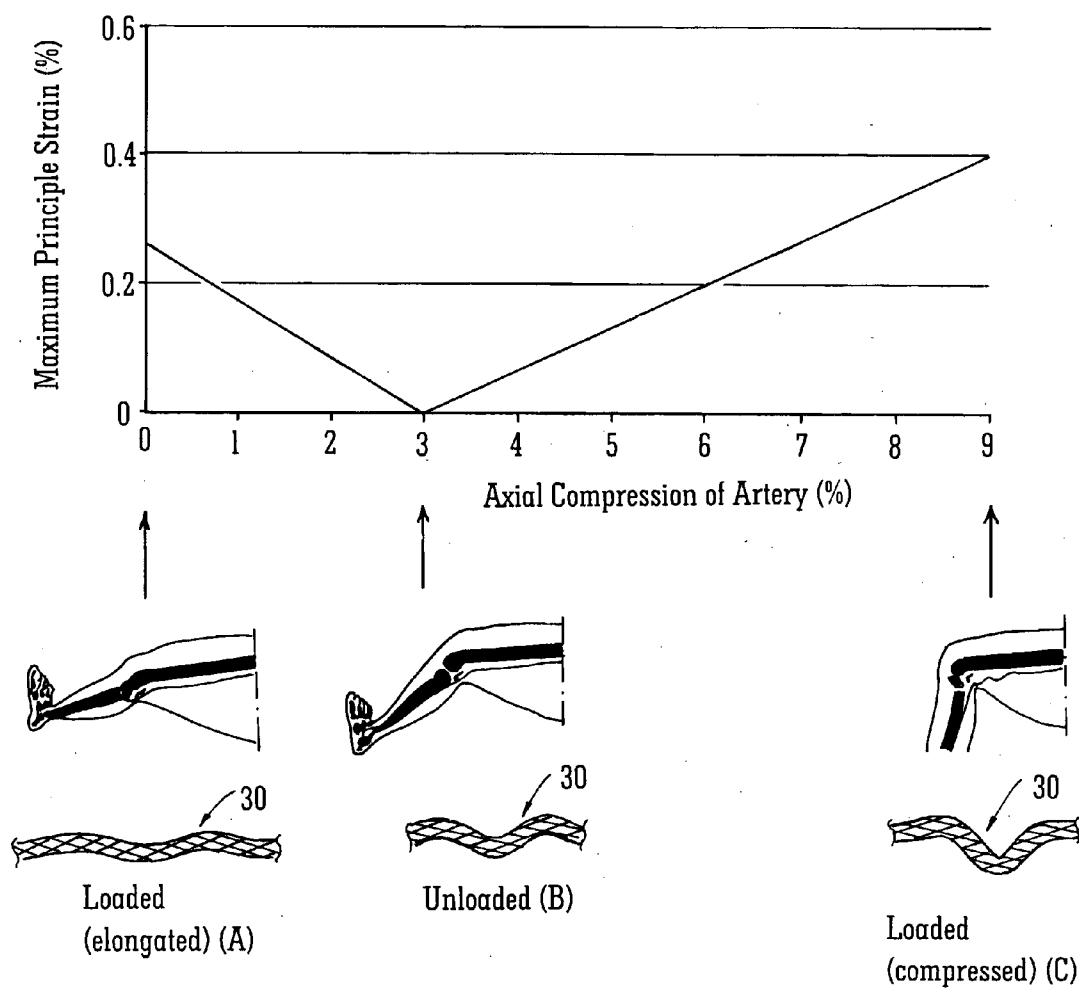 Maximum Principle Strain (%)
0.6
0.4
0.2
0
0 1 2 3 4 5 6 7 8 9
Axial Compression of Artery (%)
30
30
30
Loaded
(elongated) (A)
Unloaded (B)
Loaded
(compressed) (C)